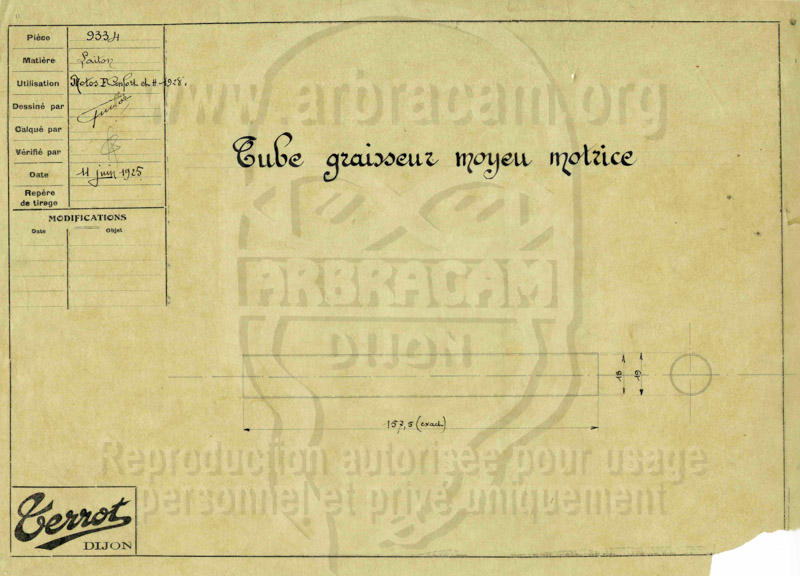 Pièce 9334
Matière Laiton
Utilisation Motos F Confort et H 1928.
Dessiné par
Calqué par
Vérifié par
Date 11 juin 1925
Repère
de tirage
MODIFICATIONS
Date Objet
www.arbracam.org
Tube graisseur moyeu motrice
ARBRACAM
DIJON
18
19
157,5 (exact)
Reproduction autorisée pour usage
personnel et privé uniquement
Terrot
DIJON